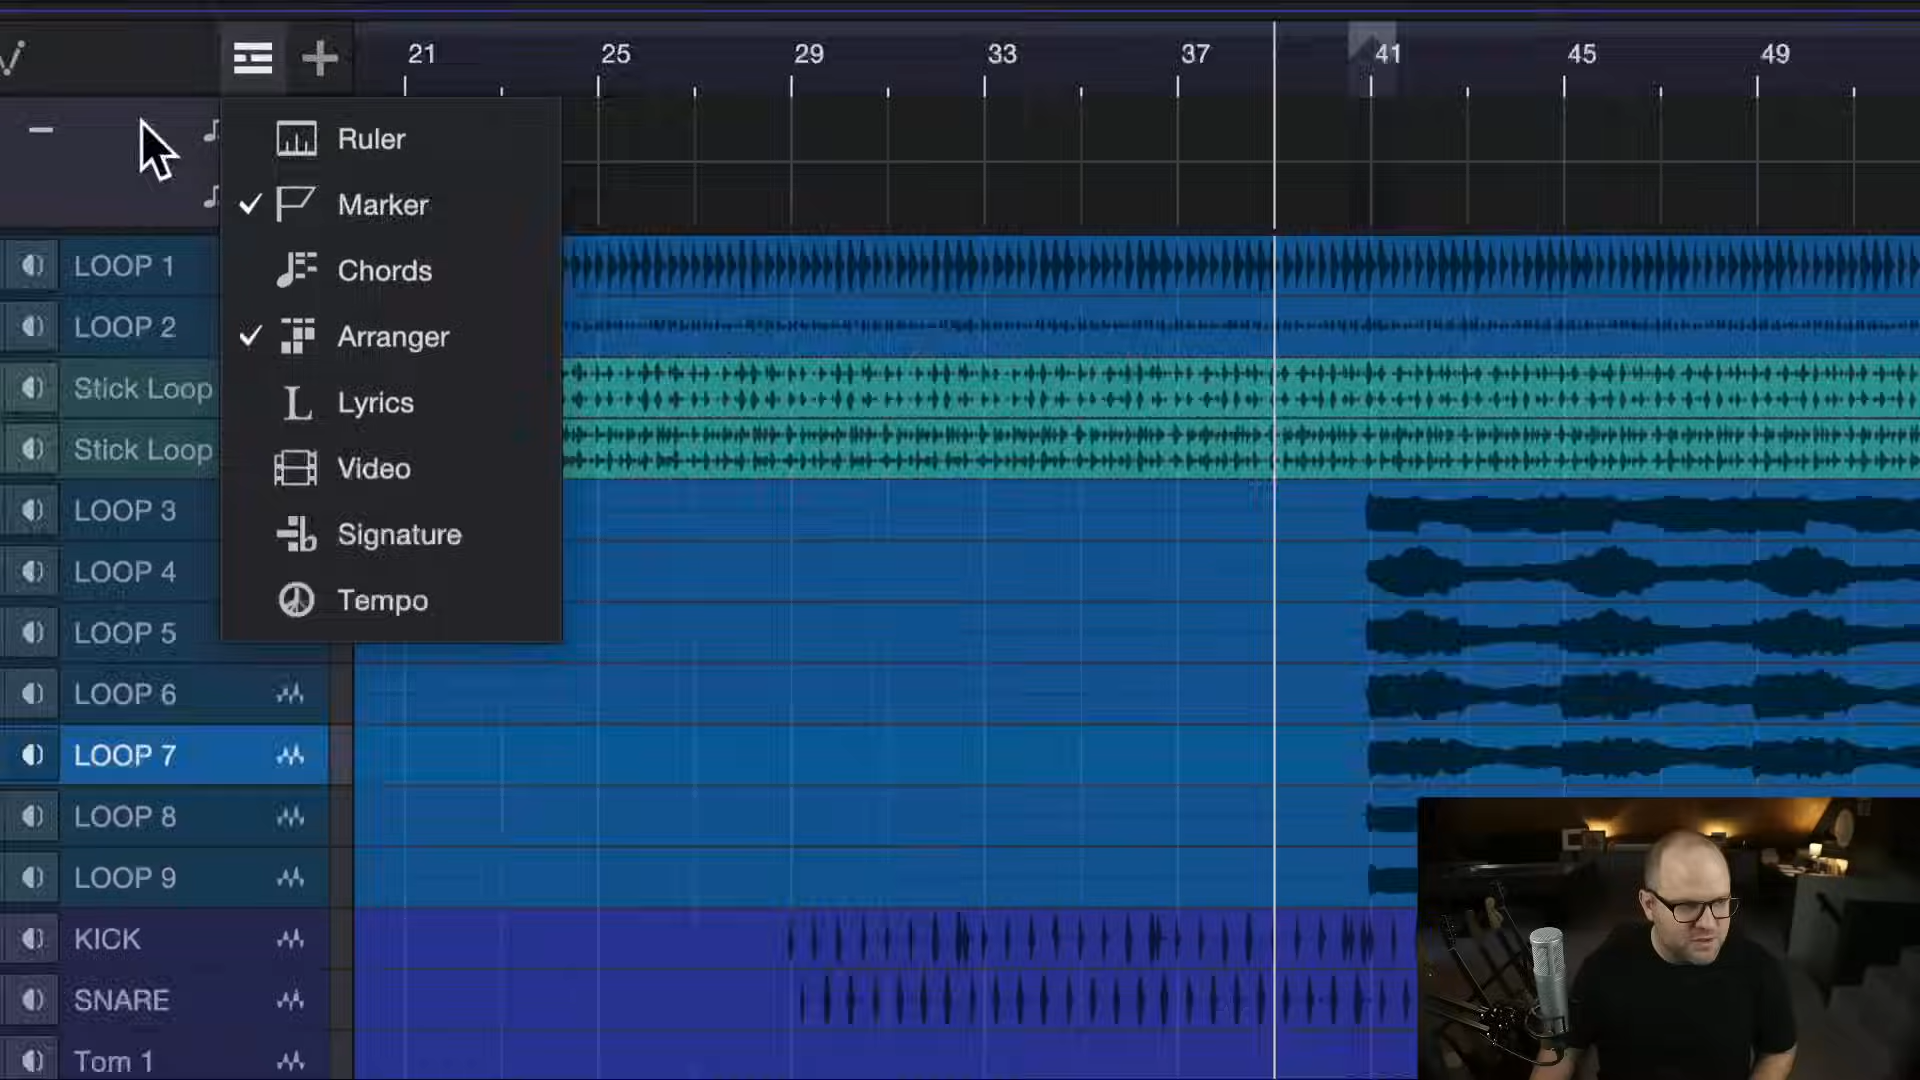 21 25 29 33 37 41 45 49
Ruler
Marker
Chords
Arranger
Lyrics
Video
Signature
Tempo
LOOP 1
LOOP 2
Stick Loop
Stick Loop
LOOP 3
LOOP 4
LOOP 5
LOOP 6
LOOP 7
LOOP 8
LOOP 9
KICK
SNARE
Tom 1